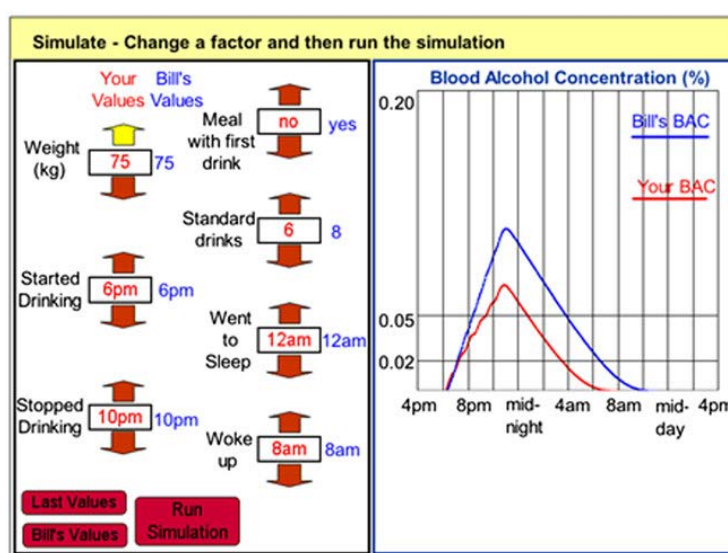 Simulate - Change a factor and then run the simulation
Your Bill's
Values Values
Weight
(kg)
75 75
Started
Drinking
6pm 6pm
Stopped
Drinking
10pm 10pm
Meal
with first
drink
no yes
Standard
drinks
6 8
Went
to
Sleep
12am 12am
Woke
up
8am 8am
Last Values
Bill's Values
Run
Simulation
Blood Alcohol Concentration (%)
0.20
Bill's BAC
Your BAC
0.05
0.02
4pm 8pm mid- 4am 8am mid- 4pm
night day